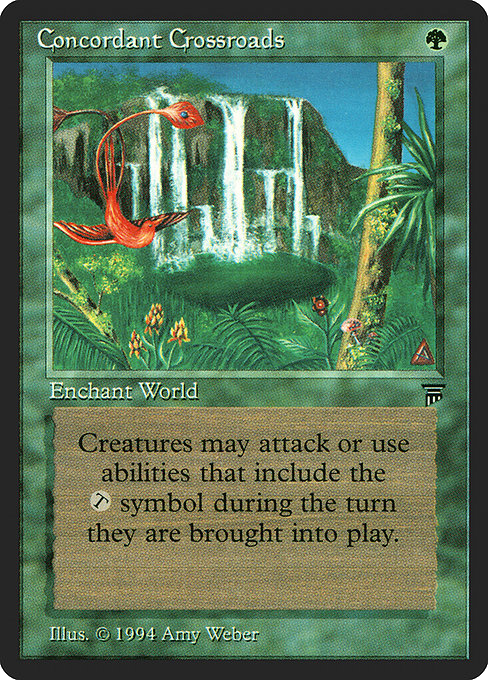 Concordant Crossroads
Enchant World
Creatures may attack or use
abilities that include the
T symbol during the turn
they are brought into play.
Illus. © 1994 Amy Weber